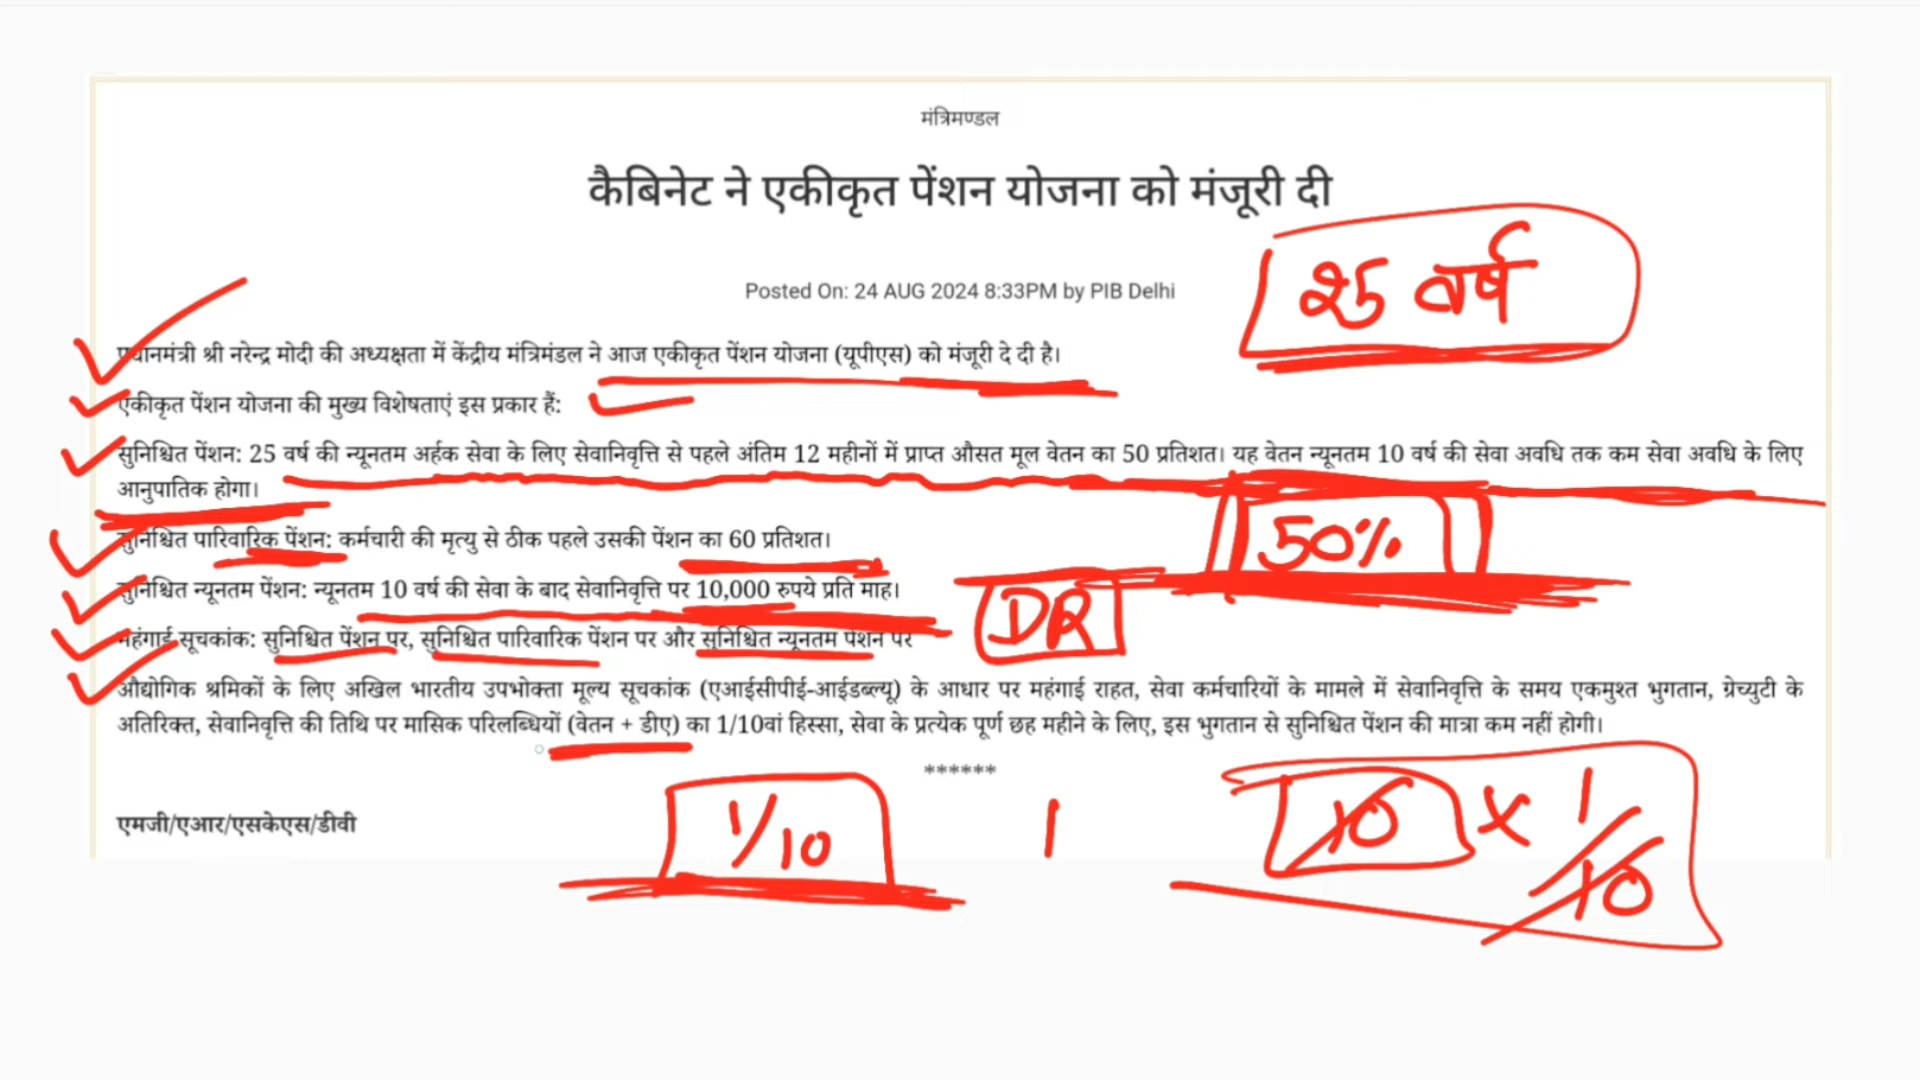 मंत्रिमण्डल
कैबिनेट ने एकीकृत पेंशन योजना को मंजूरी दी
25 वर्ष
Posted On: 24 AUG 2024 8:33PM by PIB Delhi
प्रधानमंत्री श्री नरेन्द्र मोदी की अध्यक्षता में केंद्रीय मंत्रिमंडल ने आज एकीकृत पेंशन योजना (यूपीएस) को मंजूरी दे दी है।
एकीकृत पेंशन योजना की मुख्य विशेषताएं इस प्रकार हैं:
सुनिश्चित पेंशन: 25 वर्ष की न्यूनतम अर्हक सेवा के लिए सेवानिवृत्ति से पहले अंतिम 12 महीनों में प्राप्त औसत मूल वेतन का 50 प्रतिशत। यह वेतन न्यूनतम 10 वर्ष की सेवा अवधि तक कम सेवा अवधि के लिए
आनुपातिक होगा।
50%
सुनिश्चित पारिवारिक पेंशन: कर्मचारी की मृत्यु से ठीक पहले उसकी पेंशन का 60 प्रतिशत।
सुनिश्चित न्यूनतम पेंशन: न्यूनतम 10 वर्ष की सेवा के बाद सेवानिवृत्ति पर 10,000 रुपये प्रति माह।
DR
महंगाई सूचकांक: सुनिश्चित पेंशन पर, सुनिश्चित पारिवारिक पेंशन पर और सुनिश्चित न्यूनतम पेंशन पर
औद्योगिक श्रमिकों के लिए अखिल भारतीय उपभोक्ता मूल्य सूचकांक (एआईसीपीई-आईडब्ल्यू) के आधार पर महंगाई राहत, सेवा कर्मचारियों के मामले में सेवानिवृत्ति के समय एकमुश्त भुगतान, ग्रेच्युटी के
अतिरिक्त, सेवानिवृत्ति की तिथि पर मासिक परिलब्धियों (वेतन + डीए) का 1/10वां हिस्सा, सेवा के प्रत्येक पूर्ण छह महीने के लिए, इस भुगतान से सुनिश्चित पेंशन की मात्रा कम नहीं होगी।
******
एमजी/एआर/एसकेएस/डीवी
1/10 1 10 x 1/10